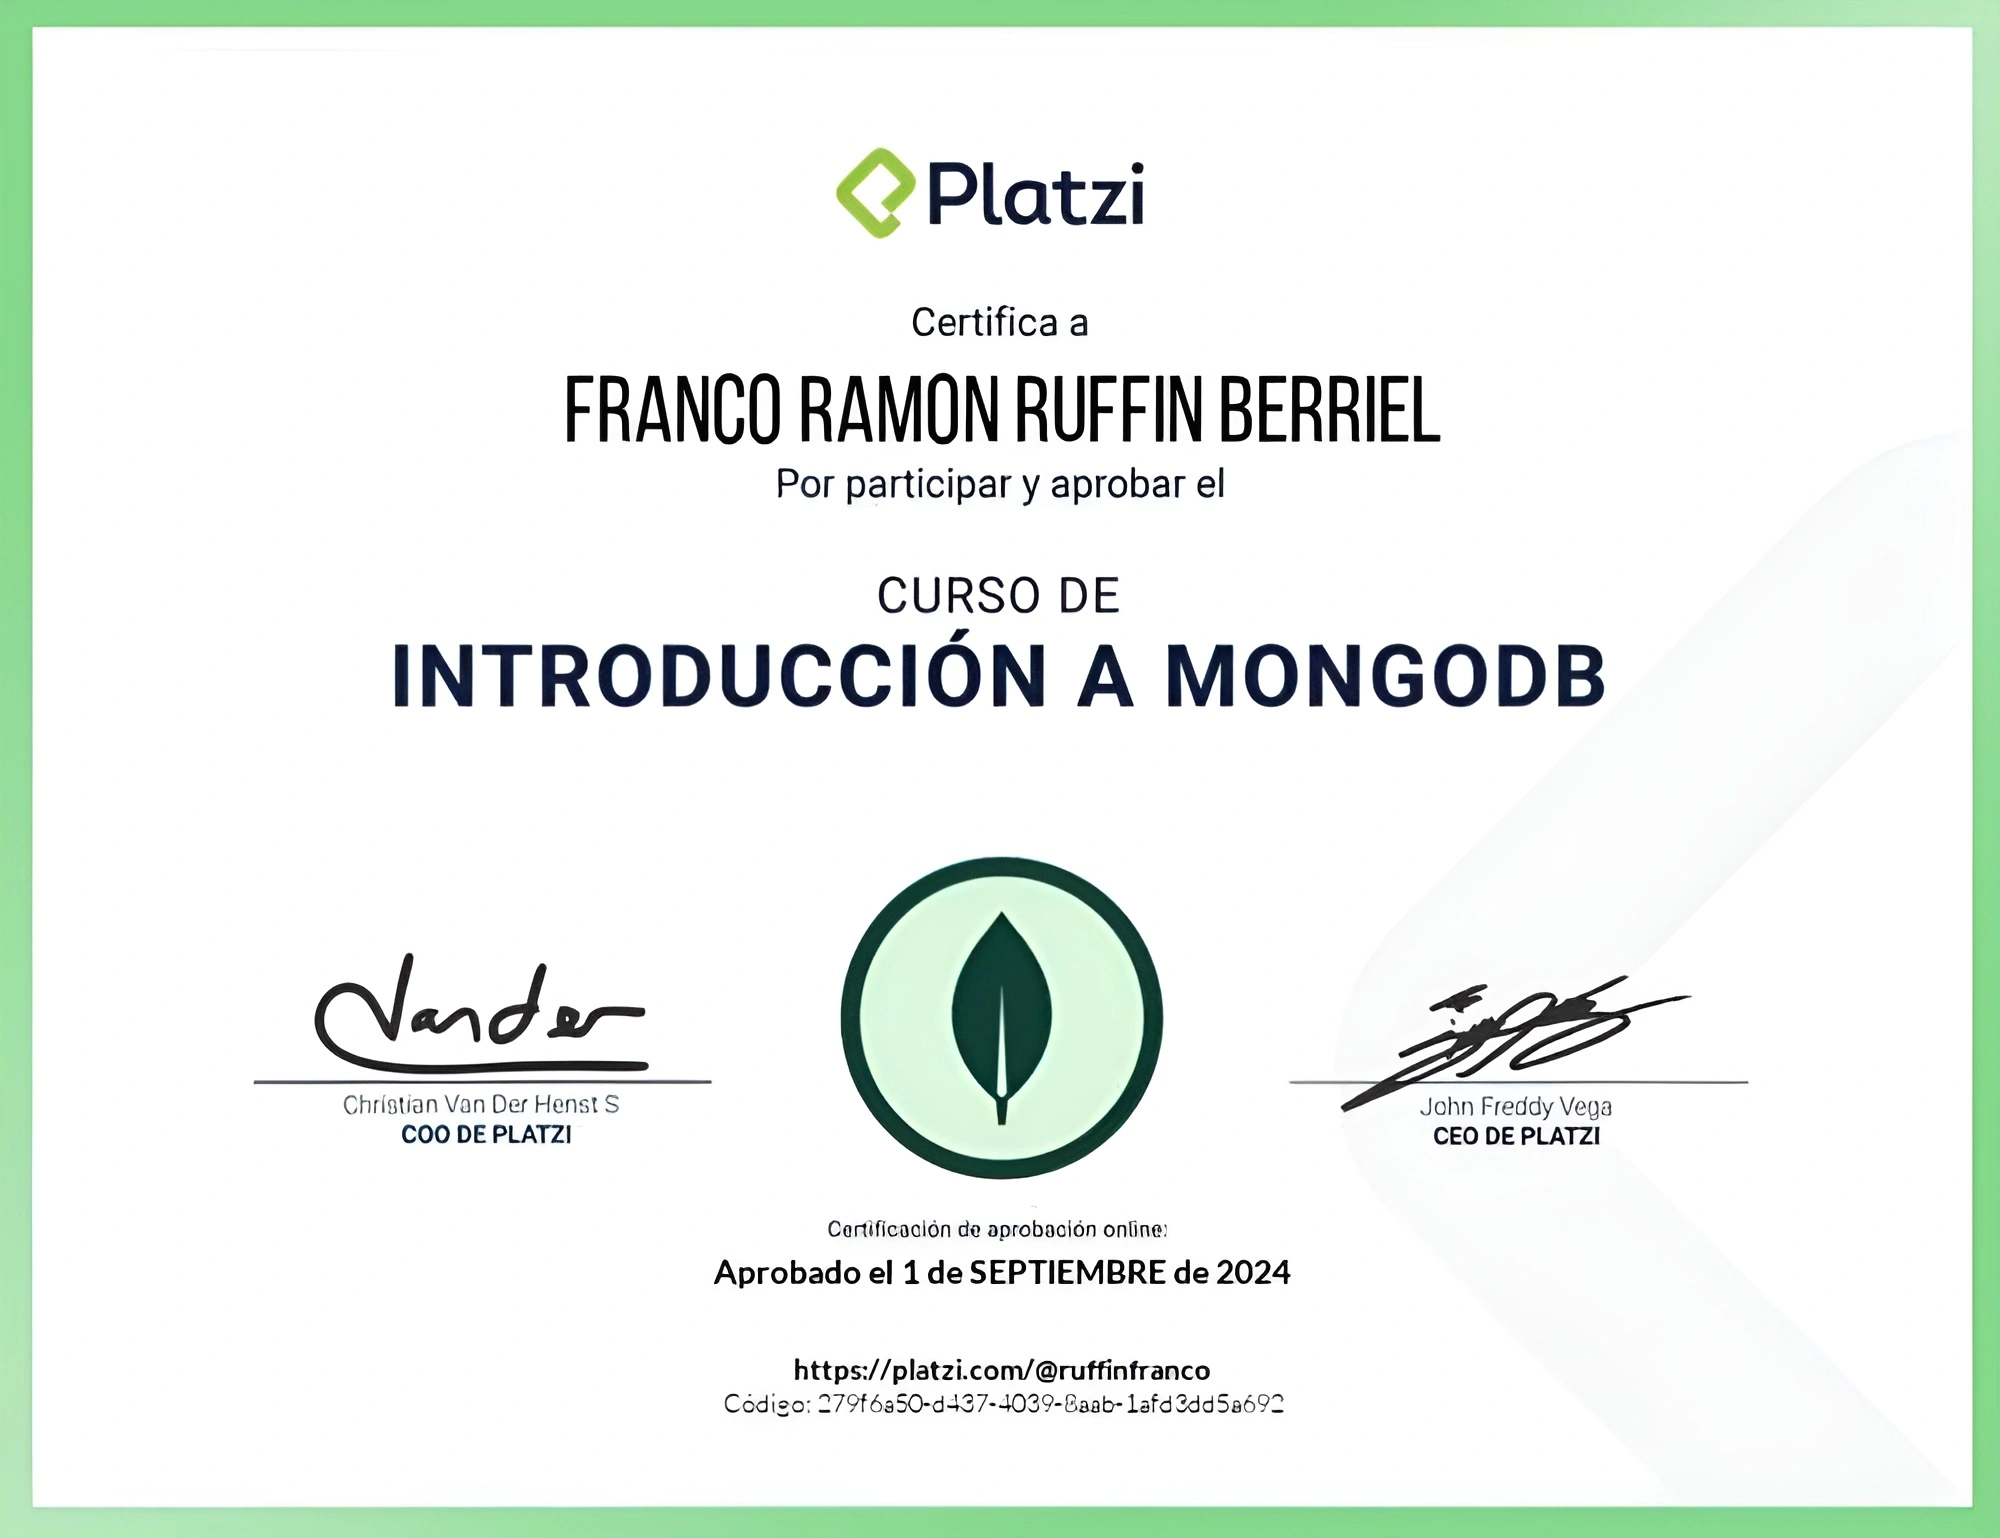 Platzi
Certifica a
FRANCO RAMON RUFFIN BERRIEL
Por participar y aprobar el
CURSO DE
INTRODUCCIÓN A MONGODB
Vander
Christian Van Der Henst S
COO DE PLATZI
John Freddy Vega
CEO DE PLATZI
Certificación de aprobación online:
Aprobado el 1 de SEPTIEMBRE de 2024
https://platzi.com/@ruffinfranco
Código: 279f6a50-d437-4039-8aab-1afd3dd5a692